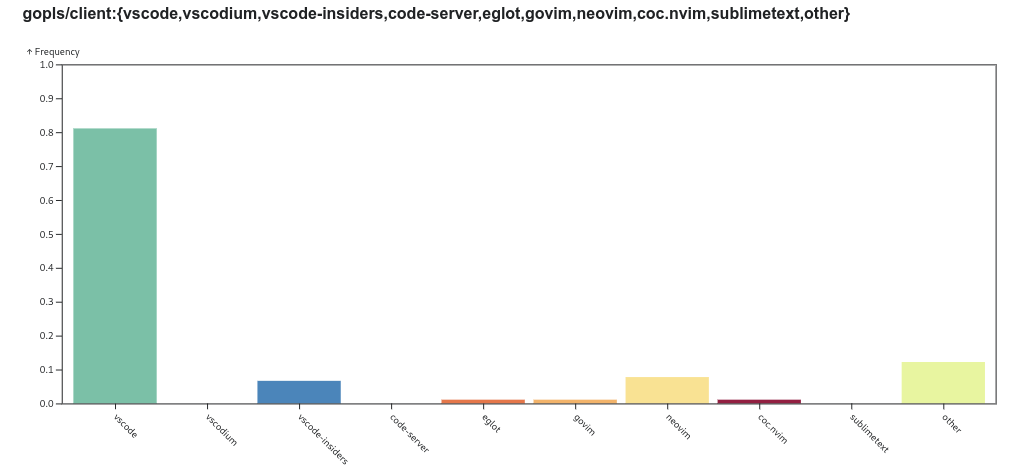 gopls/client:{vscode,vscodium,vscode-insiders,code-server,eglot,govim,neovim,coc.nvim,sublimetext,other}
↑ Frequency
1.0
0.9
0.8
0.7
0.6
0.5
0.4
0.3
0.2
0.1
0.0
vscode
vscodium
vscode-insiders
code-server
eglot
govim
neovim
coc.nvim
sublimetext
other